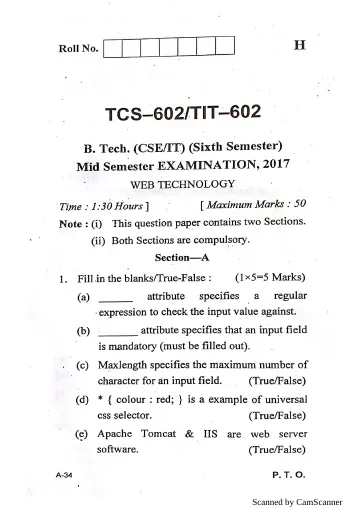 Roll No. H
TCS–602/TIT–602
B. Tech. (CSE/IT) (Sixth Semester)
Mid Semester EXAMINATION, 2017
WEB TECHNOLOGY
Time : 1:30 Hours ] [ Maximum Marks : 50
Note : (i) This question paper contains two Sections.
(ii) Both Sections are compulsory.
Section—A
1. Fill in the blanks/True-False : (1×5=5 Marks)
(a) ______ attribute specifies a regular
expression to check the input value against.
(b) ______ attribute specifies that an input field
is mandatory (must be filled out).
(c) Maxlength specifies the maximum number of
character for an input field. (True/False)
(d) * { colour : red; } is a example of universal
css selector. (True/False)
(e) Apache Tomcat & IIS are web server
software. (True/False)
A-34 P. T. O.
Scanned by CamScanner